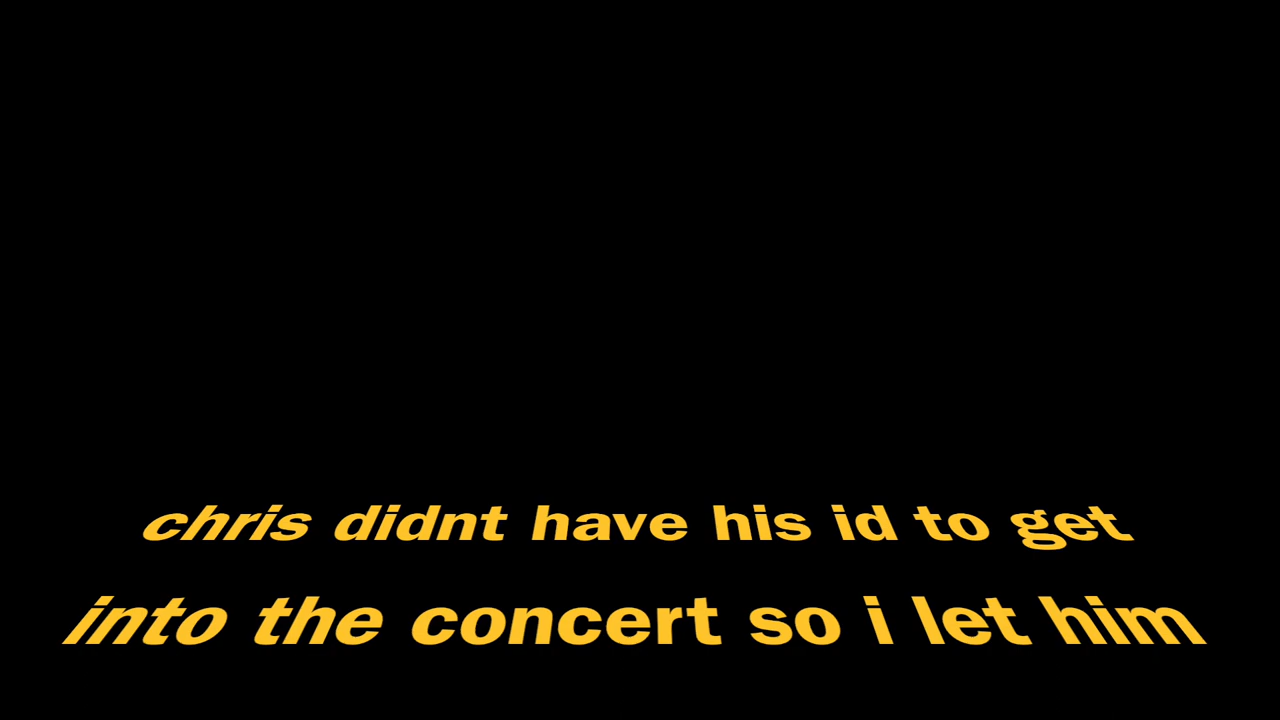 chris didnt have his id to get
into the concert so i let him